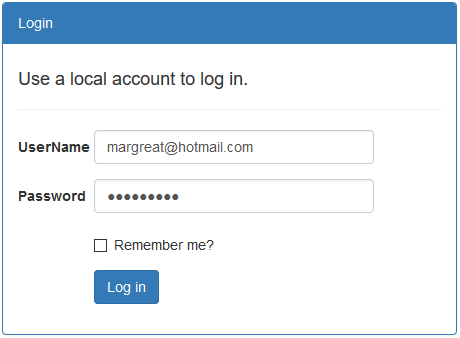 Login
Use a local account to log in.
UserName margreat@hotmail.com
Password ●●●●●●●●●
Remember me?
Log in